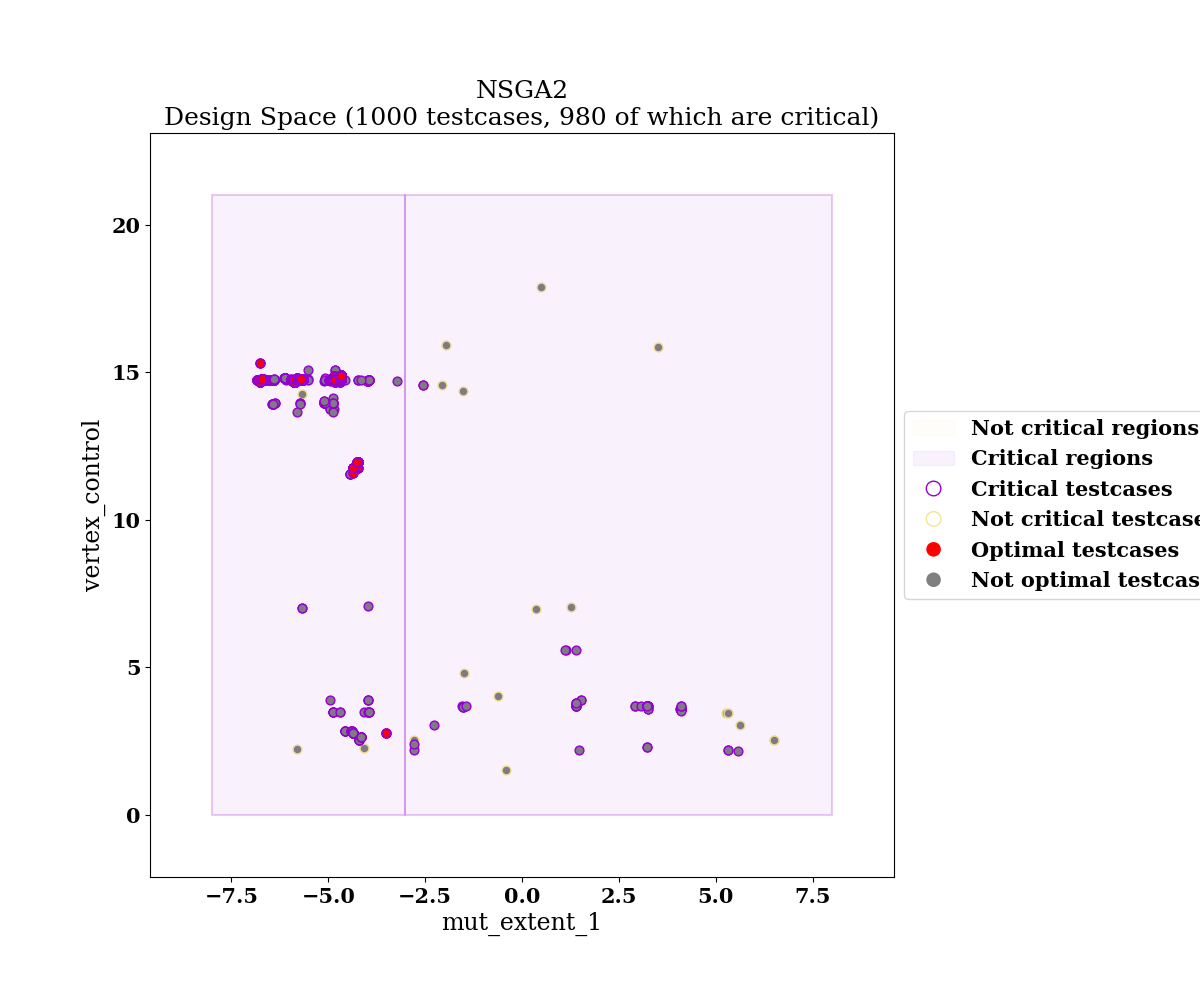 NSGA2
Design Space (1000 testcases, 980 of which are critical)
vertex_control
20
15
10
5
0
−7.5 −5.0 −2.5 0.0 2.5 5.0 7.5
mut_extent_1
Not critical regions
Critical regions
Critical testcases
Not critical testcase
Optimal testcases
Not optimal testcas